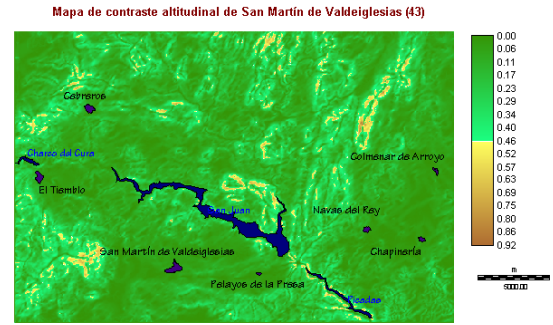 Mapa de contraste altitudinal de San Martín de Valdeiglesias (43)
0.00
0.06
0.11
0.17
0.23
0.29
0.34
0.40
0.46
0.52
0.57
0.63
0.69
0.75
0.80
0.86
0.92
Cebreros
Charco del Cura
Colmenar de Arroyo
El Tiemblo
San Juan
Navas del Rey
San Martín de Valdeiglesias
Chapinería
Pelayos de la Presa
Picadas
m
5000.00